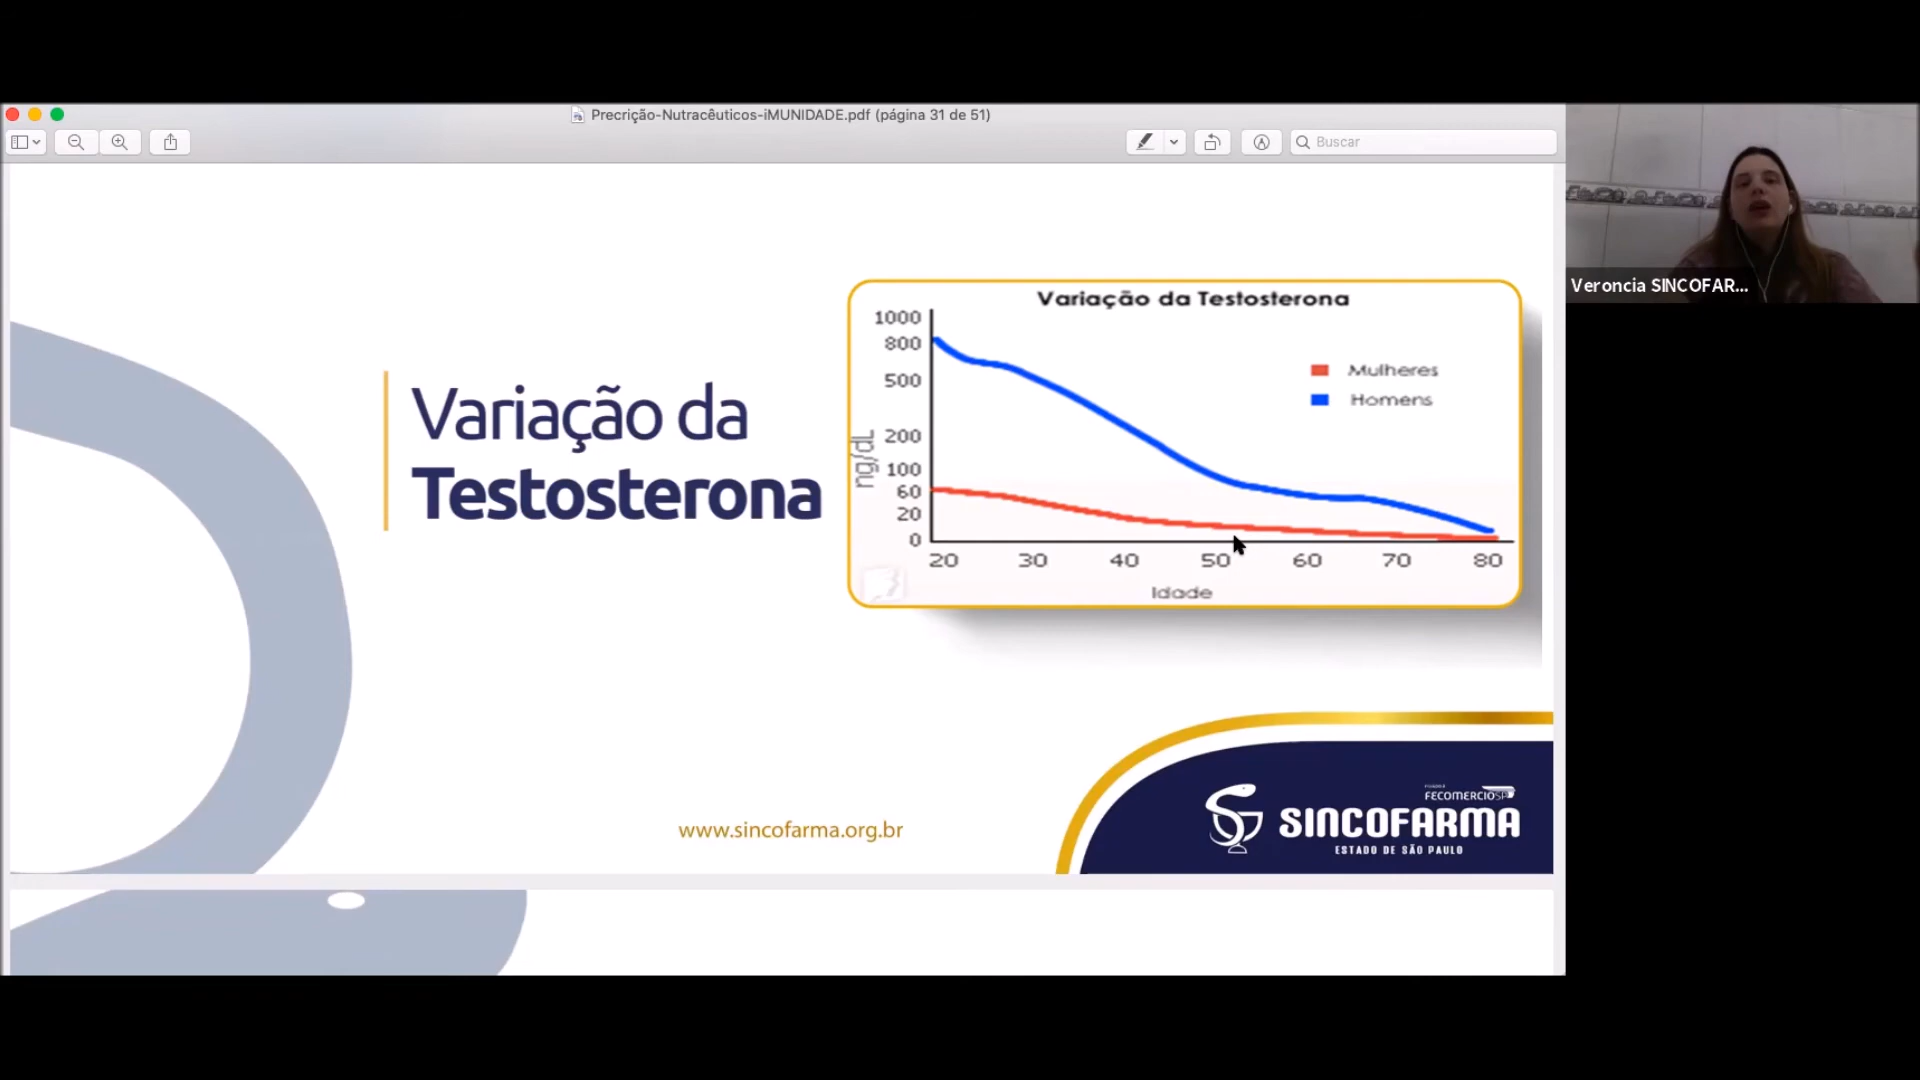 Precrição-Nutracêuticos-iMUNIDADE.pdf (página 31 de 51)
Buscar
Veroncia SINCOFAR...
Variação da
Testosterona
Variação da Testosterona
1000
800
500
200
100
60
20
0
ng/dL
Mulheres
Homens
20 30 40 50 60 70 80
Idade
www.sincofarma.org.br
FECOMERCIOSP
SINCOFARMA
ESTADO DE SÃO PAULO